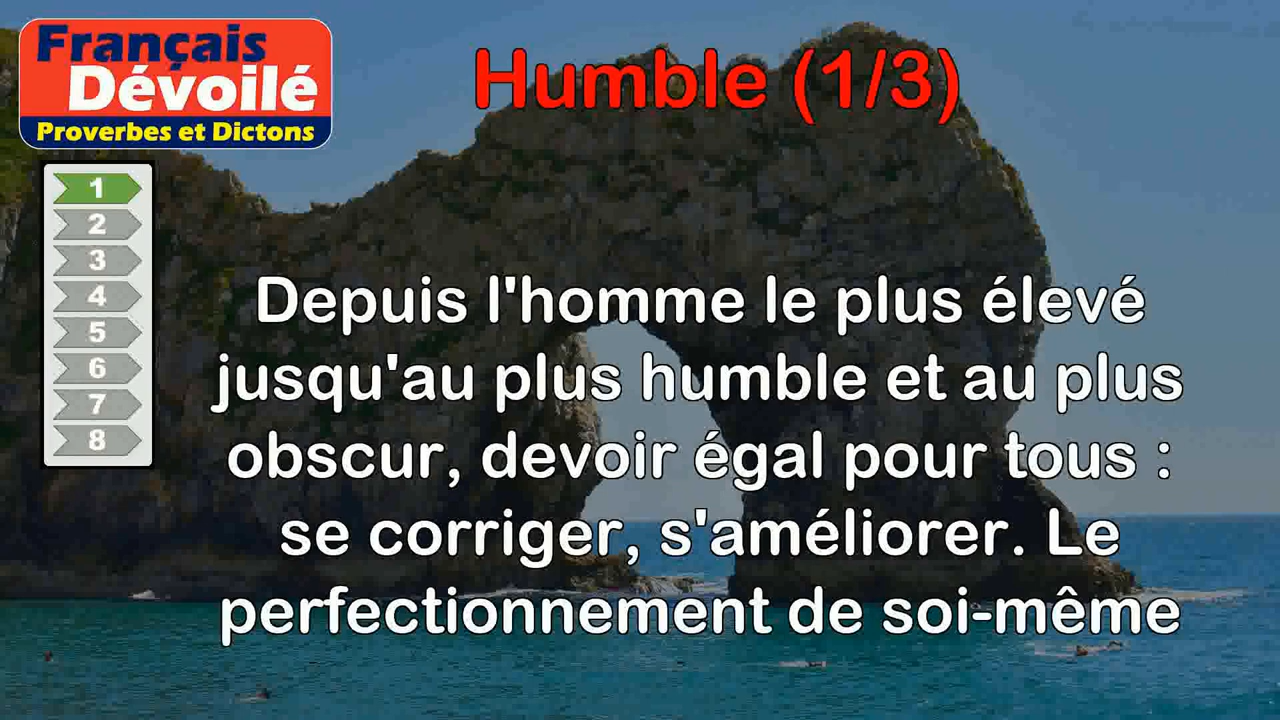 Français
Dévoilé
Proverbes et Dictons
Humble (1/3)
1
2
3
4
5
6
7
8
Depuis l'homme le plus élevé
jusqu'au plus humble et au plus
obscur, devoir égal pour tous :
se corriger, s'améliorer. Le
perfectionnement de soi-même